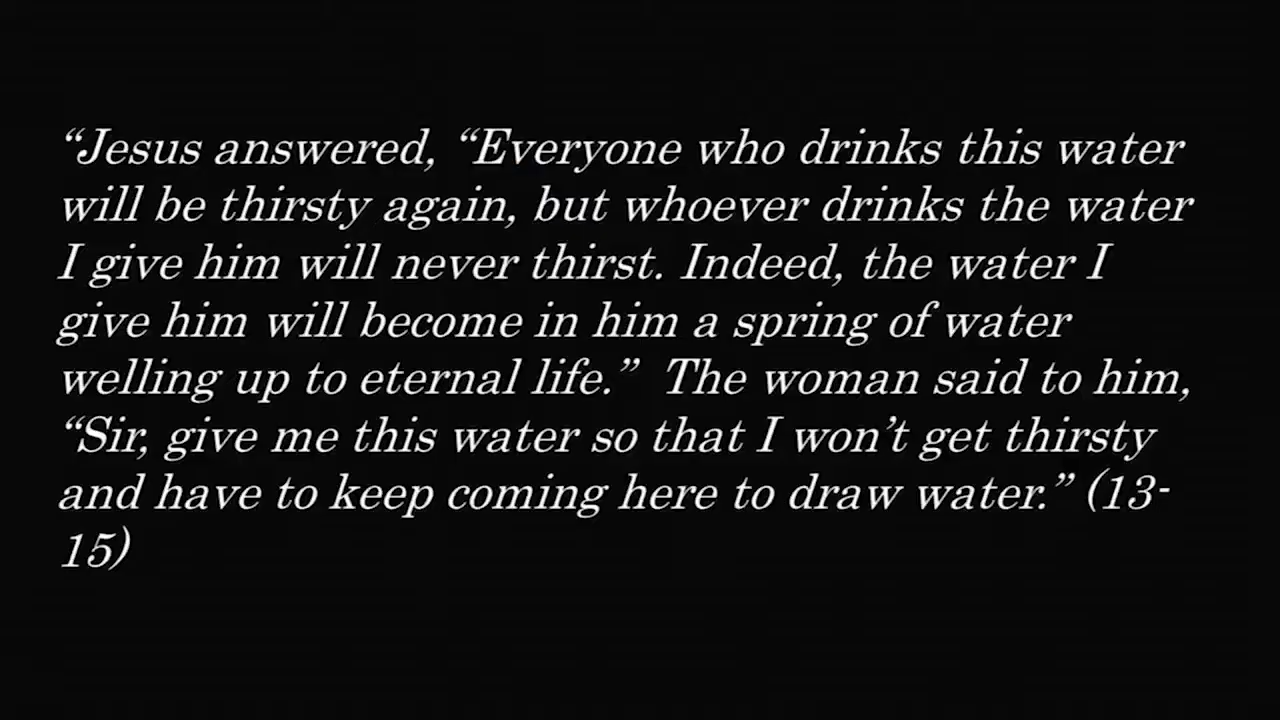 “Jesus answered, “Everyone who drinks this water
will be thirsty again, but whoever drinks the water
I give him will never thirst. Indeed, the water I
give him will become in him a spring of water
welling up to eternal life.”  The woman said to him,
“Sir, give me this water so that I won’t get thirsty
and have to keep coming here to draw water.” (13-
15)